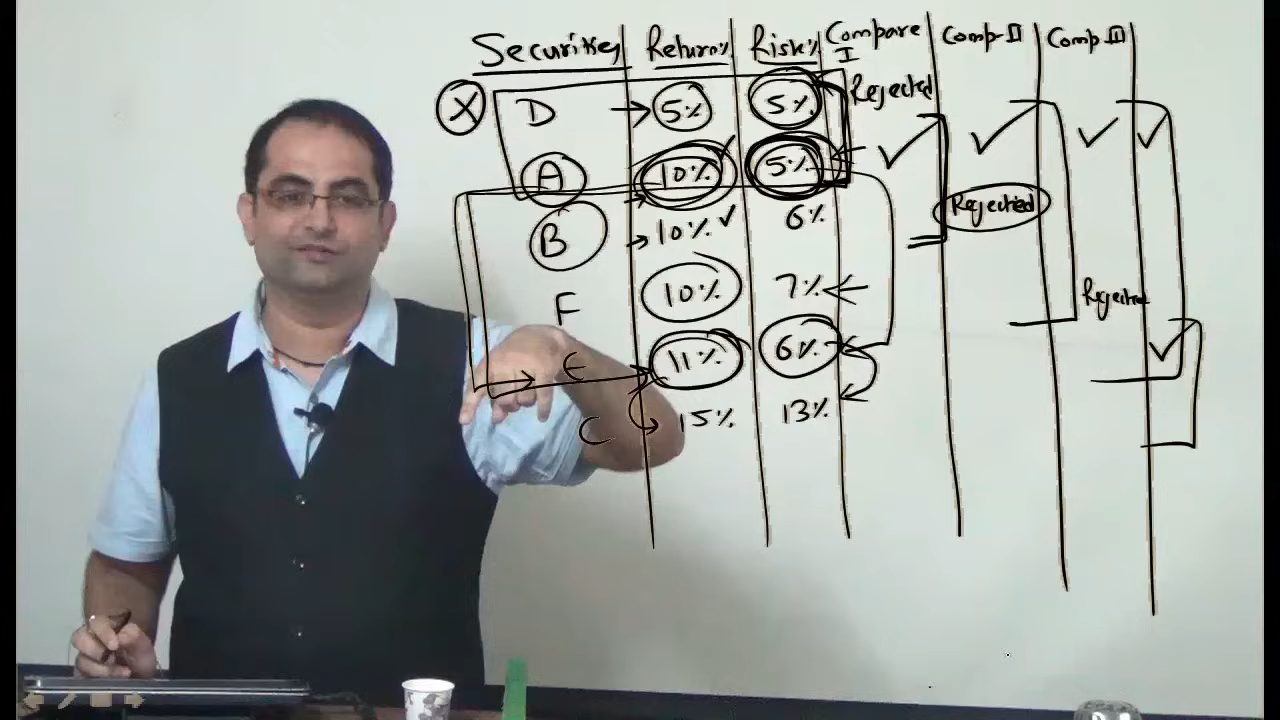 Securities Return% Risk% Compare I Comp-II Comp III
X D → 5% 5% Rejected
A 10% ✓ 5% ✓ ✓ ✓ ✓
B 10% ✓ 6% Rejected
F 10% 7% Rejected
E 11% 6% ✓
C 15% 13%